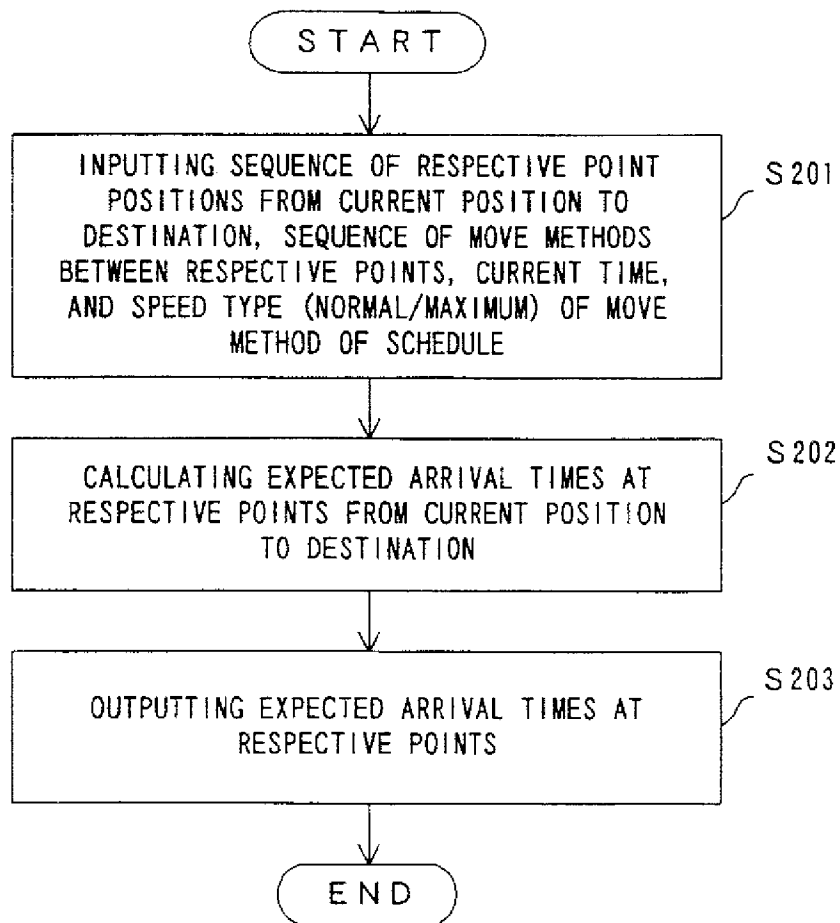 START
INPUTTING SEQUENCE OF RESPECTIVE POINT
POSITIONS FROM CURRENT POSITION TO
DESTINATION, SEQUENCE OF MOVE METHODS
BETWEEN RESPECTIVE POINTS, CURRENT TIME,
AND SPEED TYPE (NORMAL/MAXIMUM) OF MOVE
METHOD OF SCHEDULE
S201
CALCULATING EXPECTED ARRIVAL TIMES AT
RESPECTIVE POINTS FROM CURRENT POSITION
TO DESTINATION
S202
OUTPUTTING EXPECTED ARRIVAL TIMES AT
RESPECTIVE POINTS
S203
END